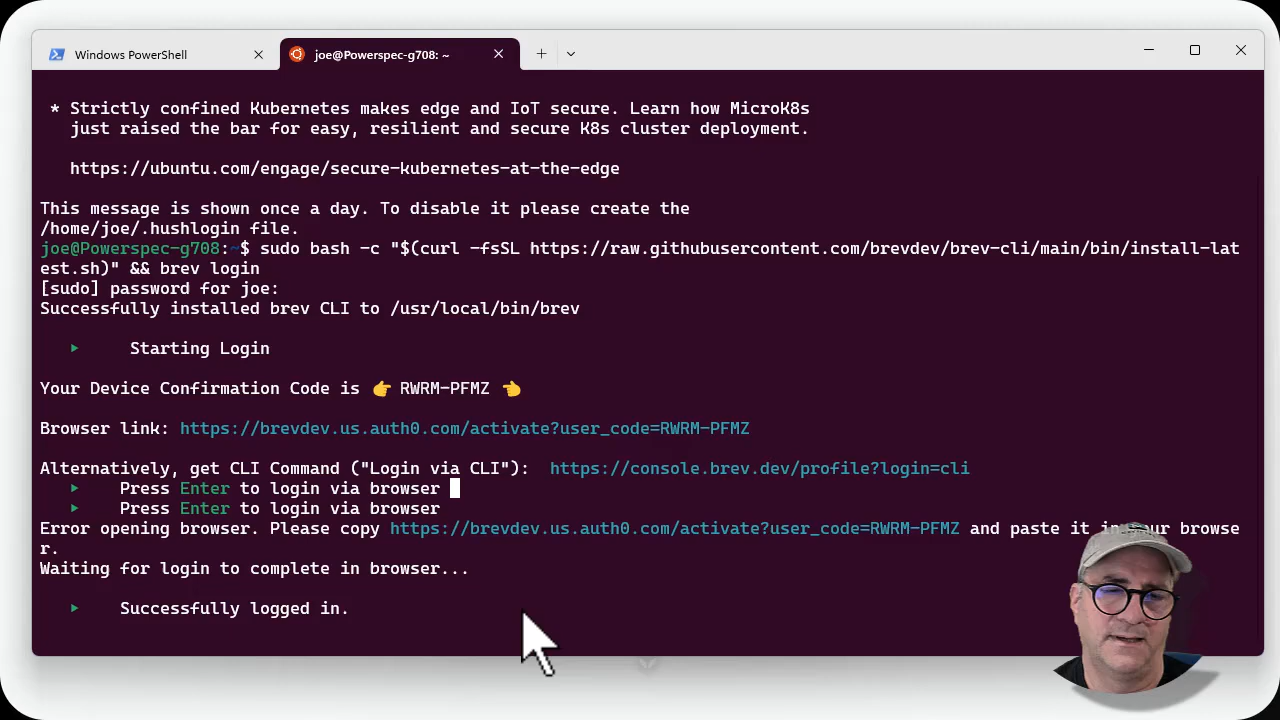 Windows PowerShell
joe@Powerspec-g708: ~
* Strictly confined Kubernetes makes edge and IoT secure. Learn how MicroK8s
just raised the bar for easy, resilient and secure K8s cluster deployment.
https://ubuntu.com/engage/secure-kubernetes-at-the-edge
This message is shown once a day. To disable it please create the
/home/joe/.hushlogin file.
joe@Powerspec-g708:~$ sudo bash -c "$(curl -fsSL https://raw.githubusercontent.com/brevdev/brev-cli/main/bin/install-lat
est.sh)" && brev login
[sudo] password for joe:
Successfully installed brev CLI to /usr/local/bin/brev
Starting Login
Your Device Confirmation Code is 👉 RWRM-PFMZ 👈
Browser link: https://brevdev.us.auth0.com/activate?user_code=RWRM-PFMZ
Alternatively, get CLI Command ("Login via CLI"): https://console.brev.dev/profile?login=cli
Press Enter to login via browser
Press Enter to login via browser
Error opening browser. Please copy https://brevdev.us.auth0.com/activate?user_code=RWRM-PFMZ and paste it in your browse
r.
Waiting for login to complete in browser...
Successfully logged in.